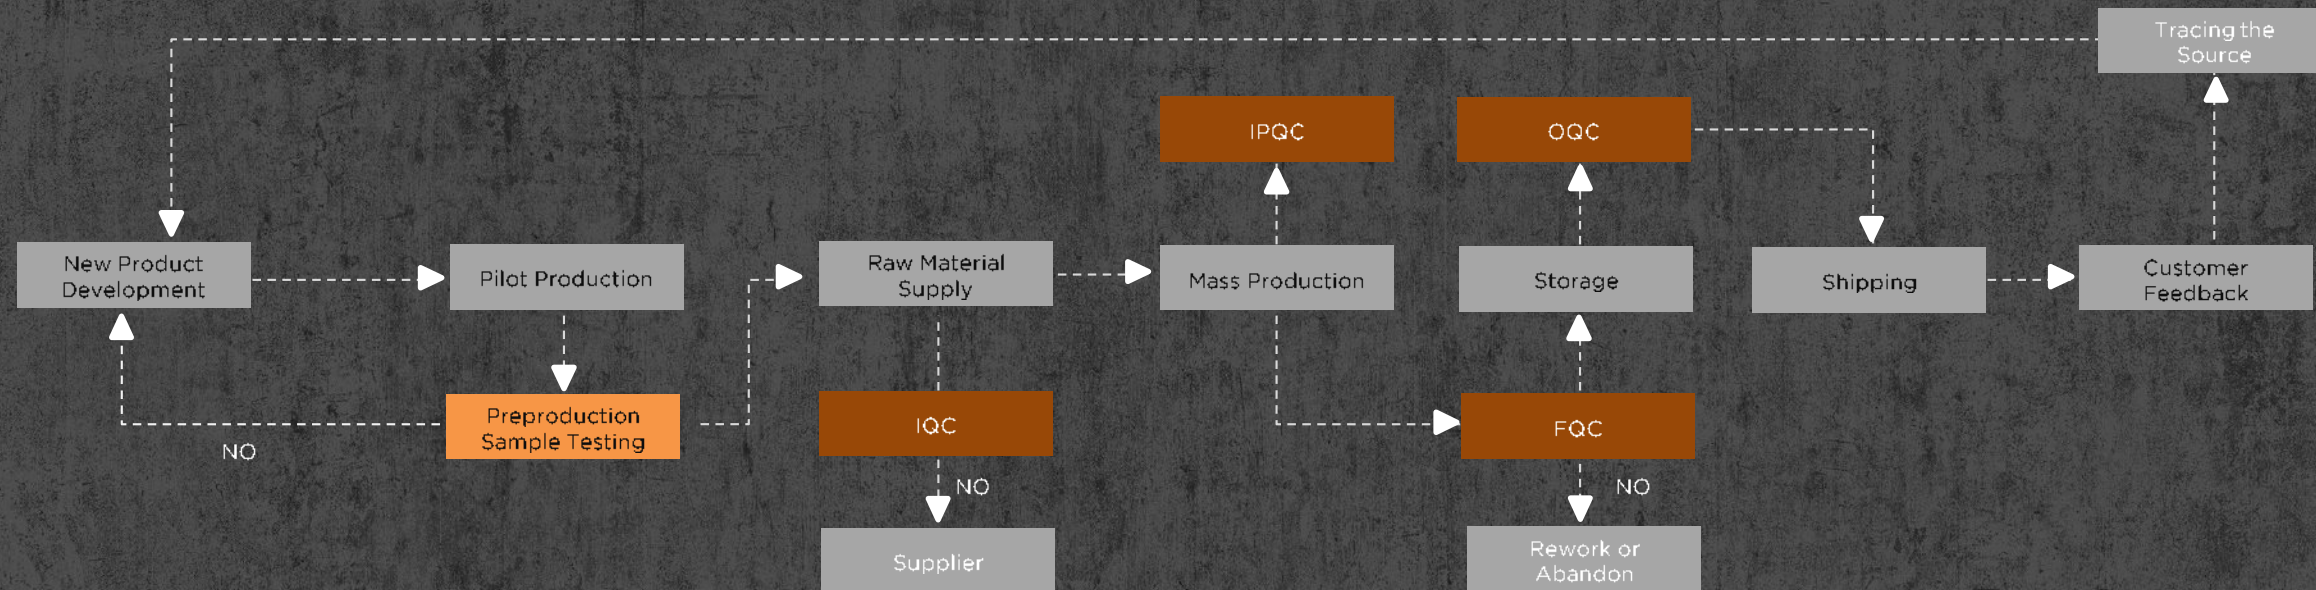 Tracing the
Source
IPQC
OQC
New Product
Development
Pilot Production
Raw Material
Supply
Mass Production
Storage
Shipping
Customer
Feedback
Preproduction
Sample Testing
NO
IQC
FQC
NO
NO
Supplier
Rework or
Abandon